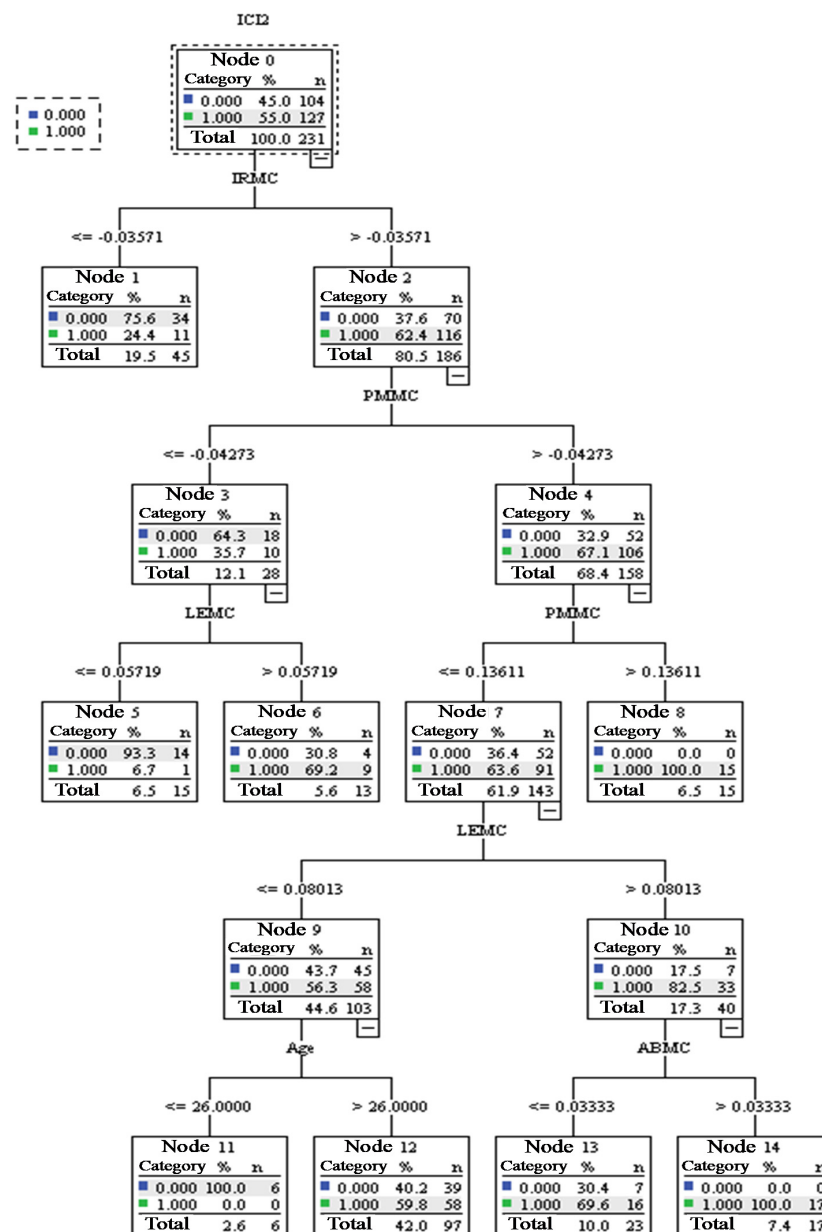 ICI2
Node 0
Category % n
0.000 45.0 104
1.000 55.0 127
Total 100.0 231
0.000
1.000
IRMC
<= -0.03571
> -0.03571
Node 1
Category % n
0.000 75.6 34
1.000 24.4 11
Total 19.5 45
Node 2
Category % n
0.000 37.6 70
1.000 62.4 116
Total 80.5 186
PMMC
<= -0.04273
> -0.04273
Node 3
Category % n
0.000 64.3 18
1.000 35.7 10
Total 12.1 28
Node 4
Category % n
0.000 32.9 52
1.000 67.1 106
Total 68.4 158
LEMC
PMMC
<= 0.05719
> 0.05719
<= 0.13611
> 0.13611
Node 5
Category % n
0.000 93.3 14
1.000 6.7 1
Total 6.5 15
Node 6
Category % n
0.000 30.8 4
1.000 69.2 9
Total 5.6 13
Node 7
Category % n
0.000 36.4 52
1.000 63.6 91
Total 61.9 143
Node 8
Category % n
0.000 0.0 0
1.000 100.0 15
Total 6.5 15
LEMC
<= 0.08013
> 0.08013
Node 9
Category % n
0.000 43.7 45
1.000 56.3 58
Total 44.6 103
Node 10
Category % n
0.000 17.5 7
1.000 82.5 33
Total 17.3 40
Age
ABMC
<= 26.0000
> 26.0000
<= 0.03333
> 0.03333
Node 11
Category % n
0.000 100.0 6
1.000 0.0 0
Total 2.6 6
Node 12
Category % n
0.000 40.2 39
1.000 59.8 58
Total 42.0 97
Node 13
Category % n
0.000 30.4 7
1.000 69.6 16
Total 10.0 23
Node 14
Category % n
0.000 0.0 0
1.000 100.0 17
Total 7.4 17